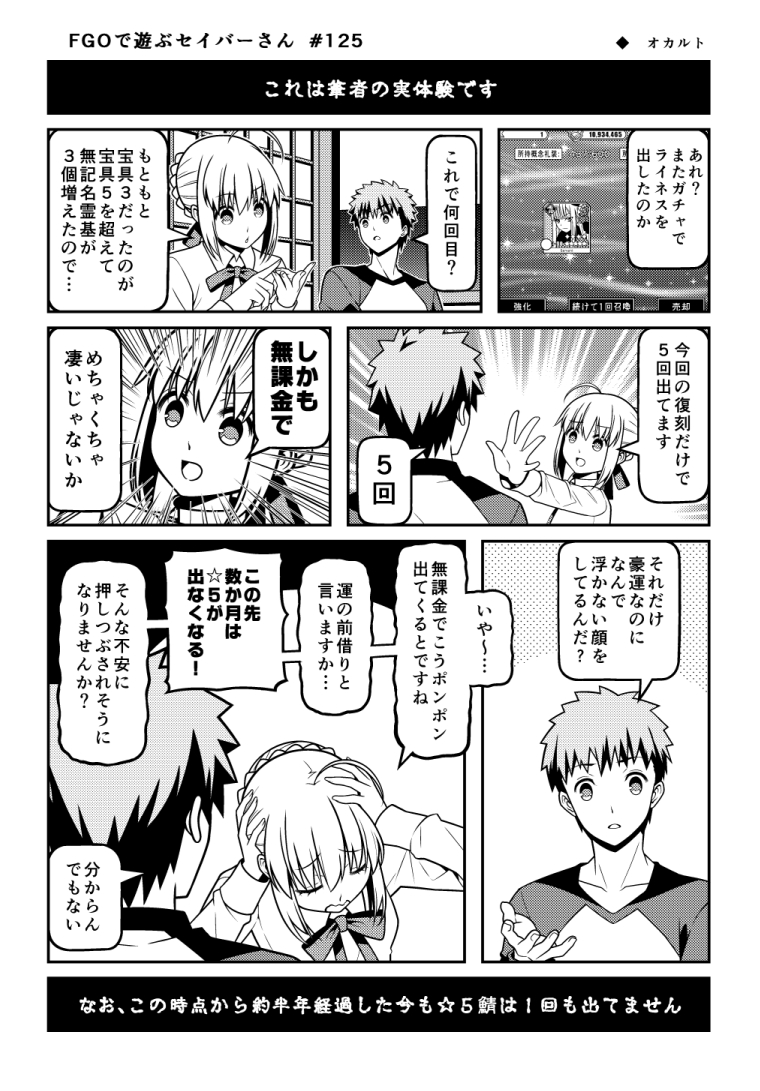 FGOで遊ぶセイバーさん #125
◆ オカルト
これは筆者の実体験です
あれ？
またガチャで
ライネスを
出したのか
1
10,934,465
所持概念礼装
強化
続けて1回召喚
売却
これで何回目？
もともと
宝具３だったのが
宝具５を超えて
無記名霊基が
３個増えたので…
今回の復刻だけで
５回出てます
５回
しかも
無課金で
めちゃくちゃ
凄いじゃないか
それだけ
豪運なのに
なんで
浮かない顔を
してるんだ？
いや〜…
無課金でこうポンポン
出てくるとですね
運の前借りと
言いますか…
この先
数か月は
☆５が
出なくなる！
そんな不安に
押しつぶされそうに
なりませんか？
分からん
でもない
なお、この時点から約半年経過した今も☆５鯖は１回も出てません